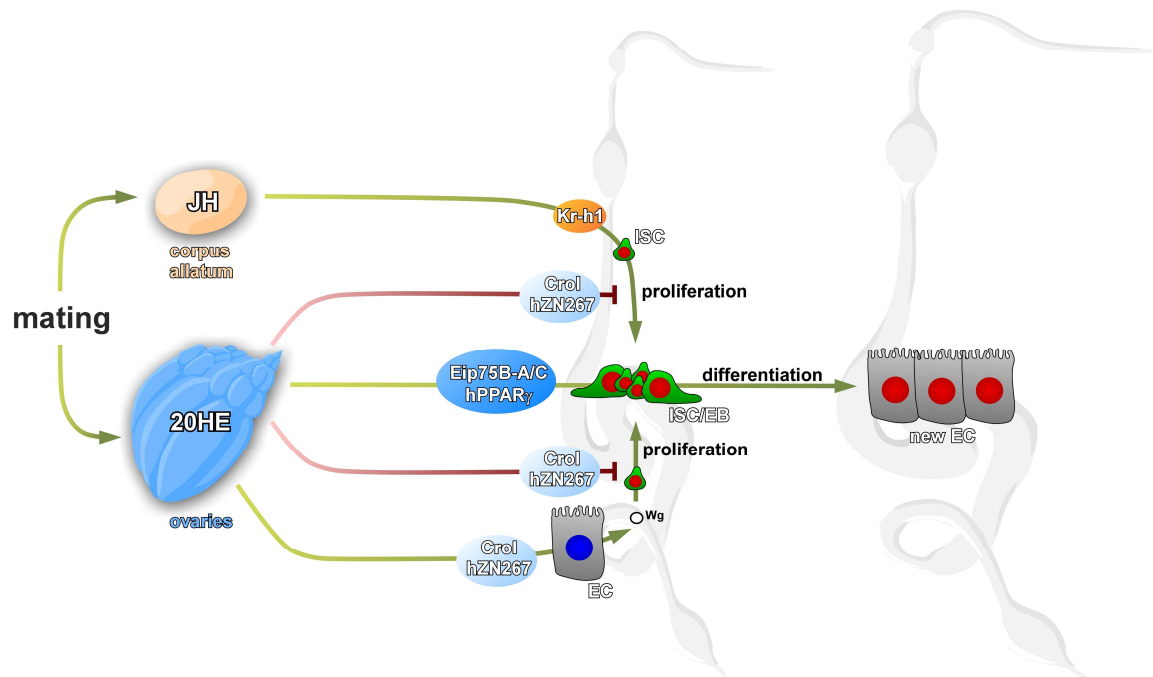 JH
corpus
allatum
mating
20HE
ovaries
Kr-h1
ISC
Crol
hZN267
proliferation
Eip75B-A/C
hPPARγ
ISC/EB
differentiation
new EC
Crol
hZN267
proliferation
Wg
Crol
hZN267
EC